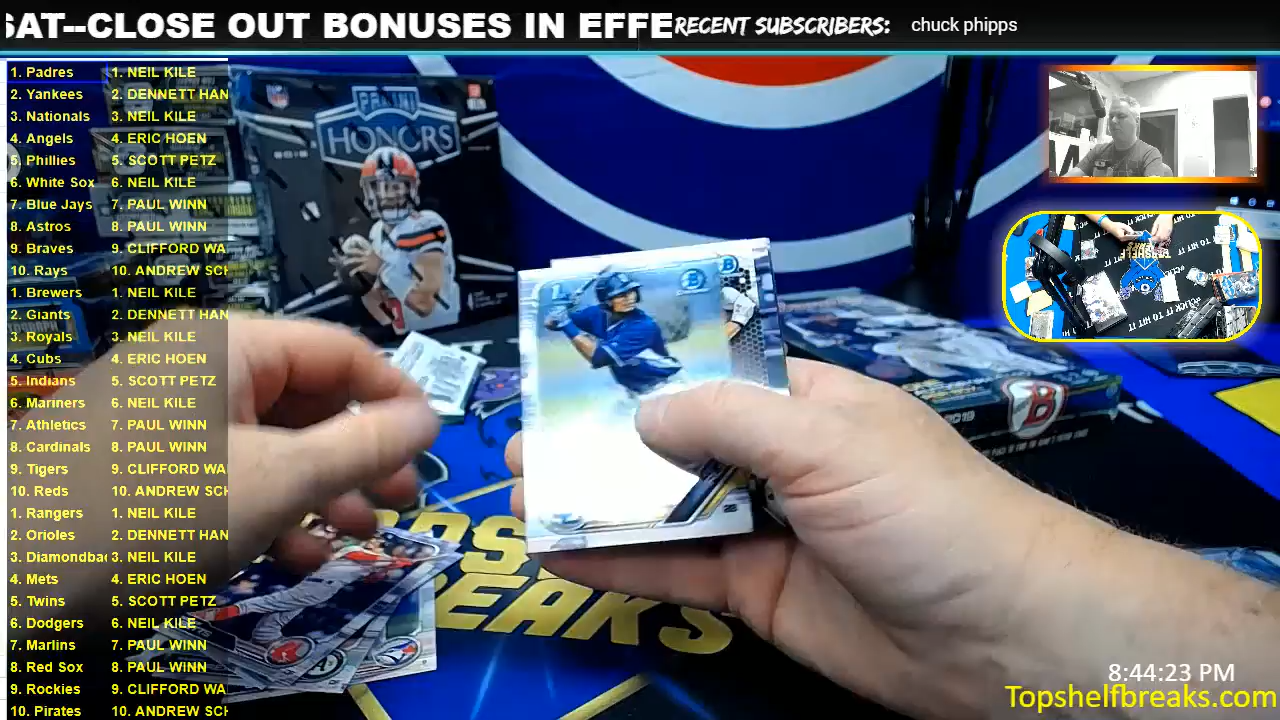 SAT--CLOSE OUT BONUSES IN EFFE
RECENT SUBSCRIBERS: chuck phipps
1. Padres 1. NEIL KILE
2. Yankees 2. DENNETT HAN
3. Nationals 3. NEIL KILE
4. Angels 4. ERIC HOEN
5. Phillies 5. SCOTT PETZ
6. White Sox 6. NEIL KILE
7. Blue Jays 7. PAUL WINN
8. Astros 8. PAUL WINN
9. Braves 9. CLIFFORD WA
10. Rays 10. ANDREW SCH
1. Brewers 1. NEIL KILE
2. Giants 2. DENNETT HAN
3. Royals 3. NEIL KILE
4. Cubs 4. ERIC HOEN
5. Indians 5. SCOTT PETZ
6. Mariners 6. NEIL KILE
7. Athletics 7. PAUL WINN
8. Cardinals 8. PAUL WINN
9. Tigers 9. CLIFFORD WA
10. Reds 10. ANDREW SCH
1. Rangers 1. NEIL KILE
2. Orioles 2. DENNETT HAN
3. Diamondba 3. NEIL KILE
4. Mets 4. ERIC HOEN
5. Twins 5. SCOTT PETZ
6. Dodgers 6. NEIL KILE
7. Marlins 7. PAUL WINN
8. Red Sox 8. PAUL WINN
9. Rockies 9. CLIFFORD WA
10. Pirates 10. ANDREW SCH
PANINI
HONORS
NFL
B
BREAKS
8:44:23 PM
Topshelfbreaks.com